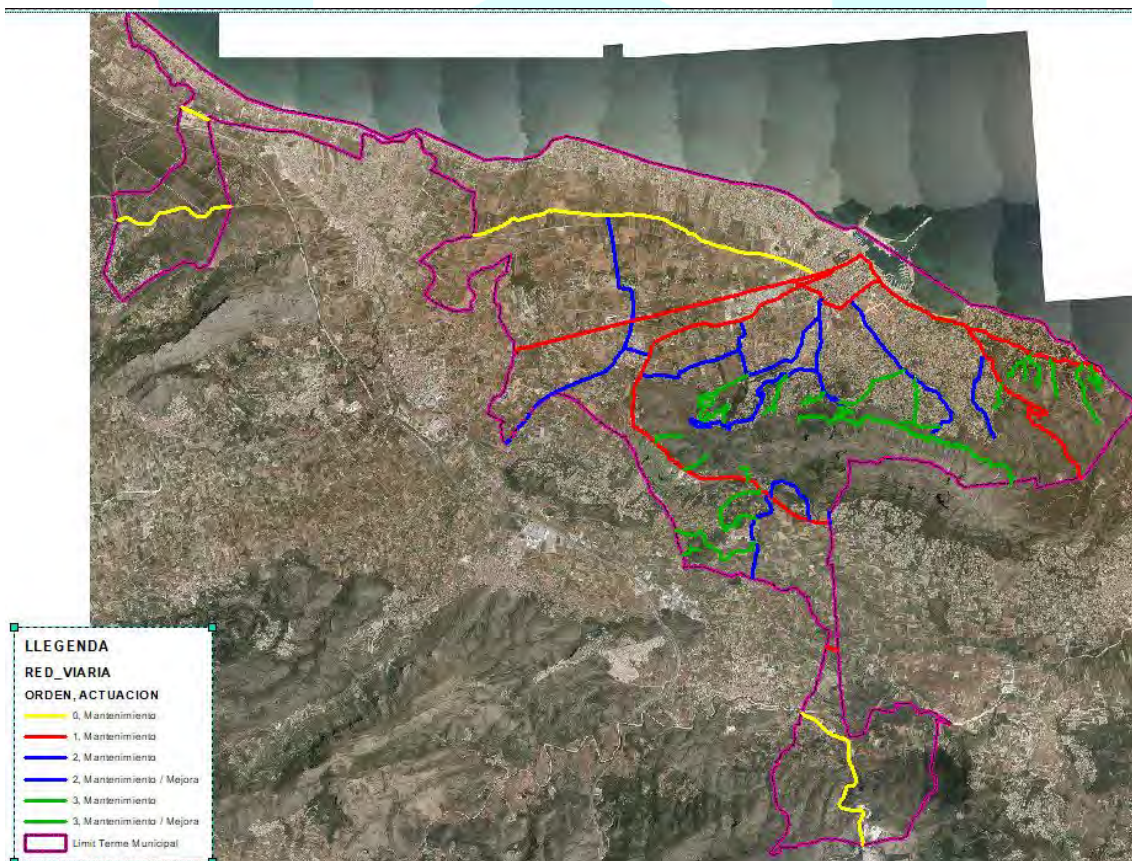 LLEGENDA
RED_VIARIA
ORDEN, ACTUACION
0, Mantenimiento
1, Mantenimiento
2, Mantenimiento
2, Mantenimiento / Mejora
3, Mantenimiento
3, Mantenimiento / Mejora
Limit Terme Municipal